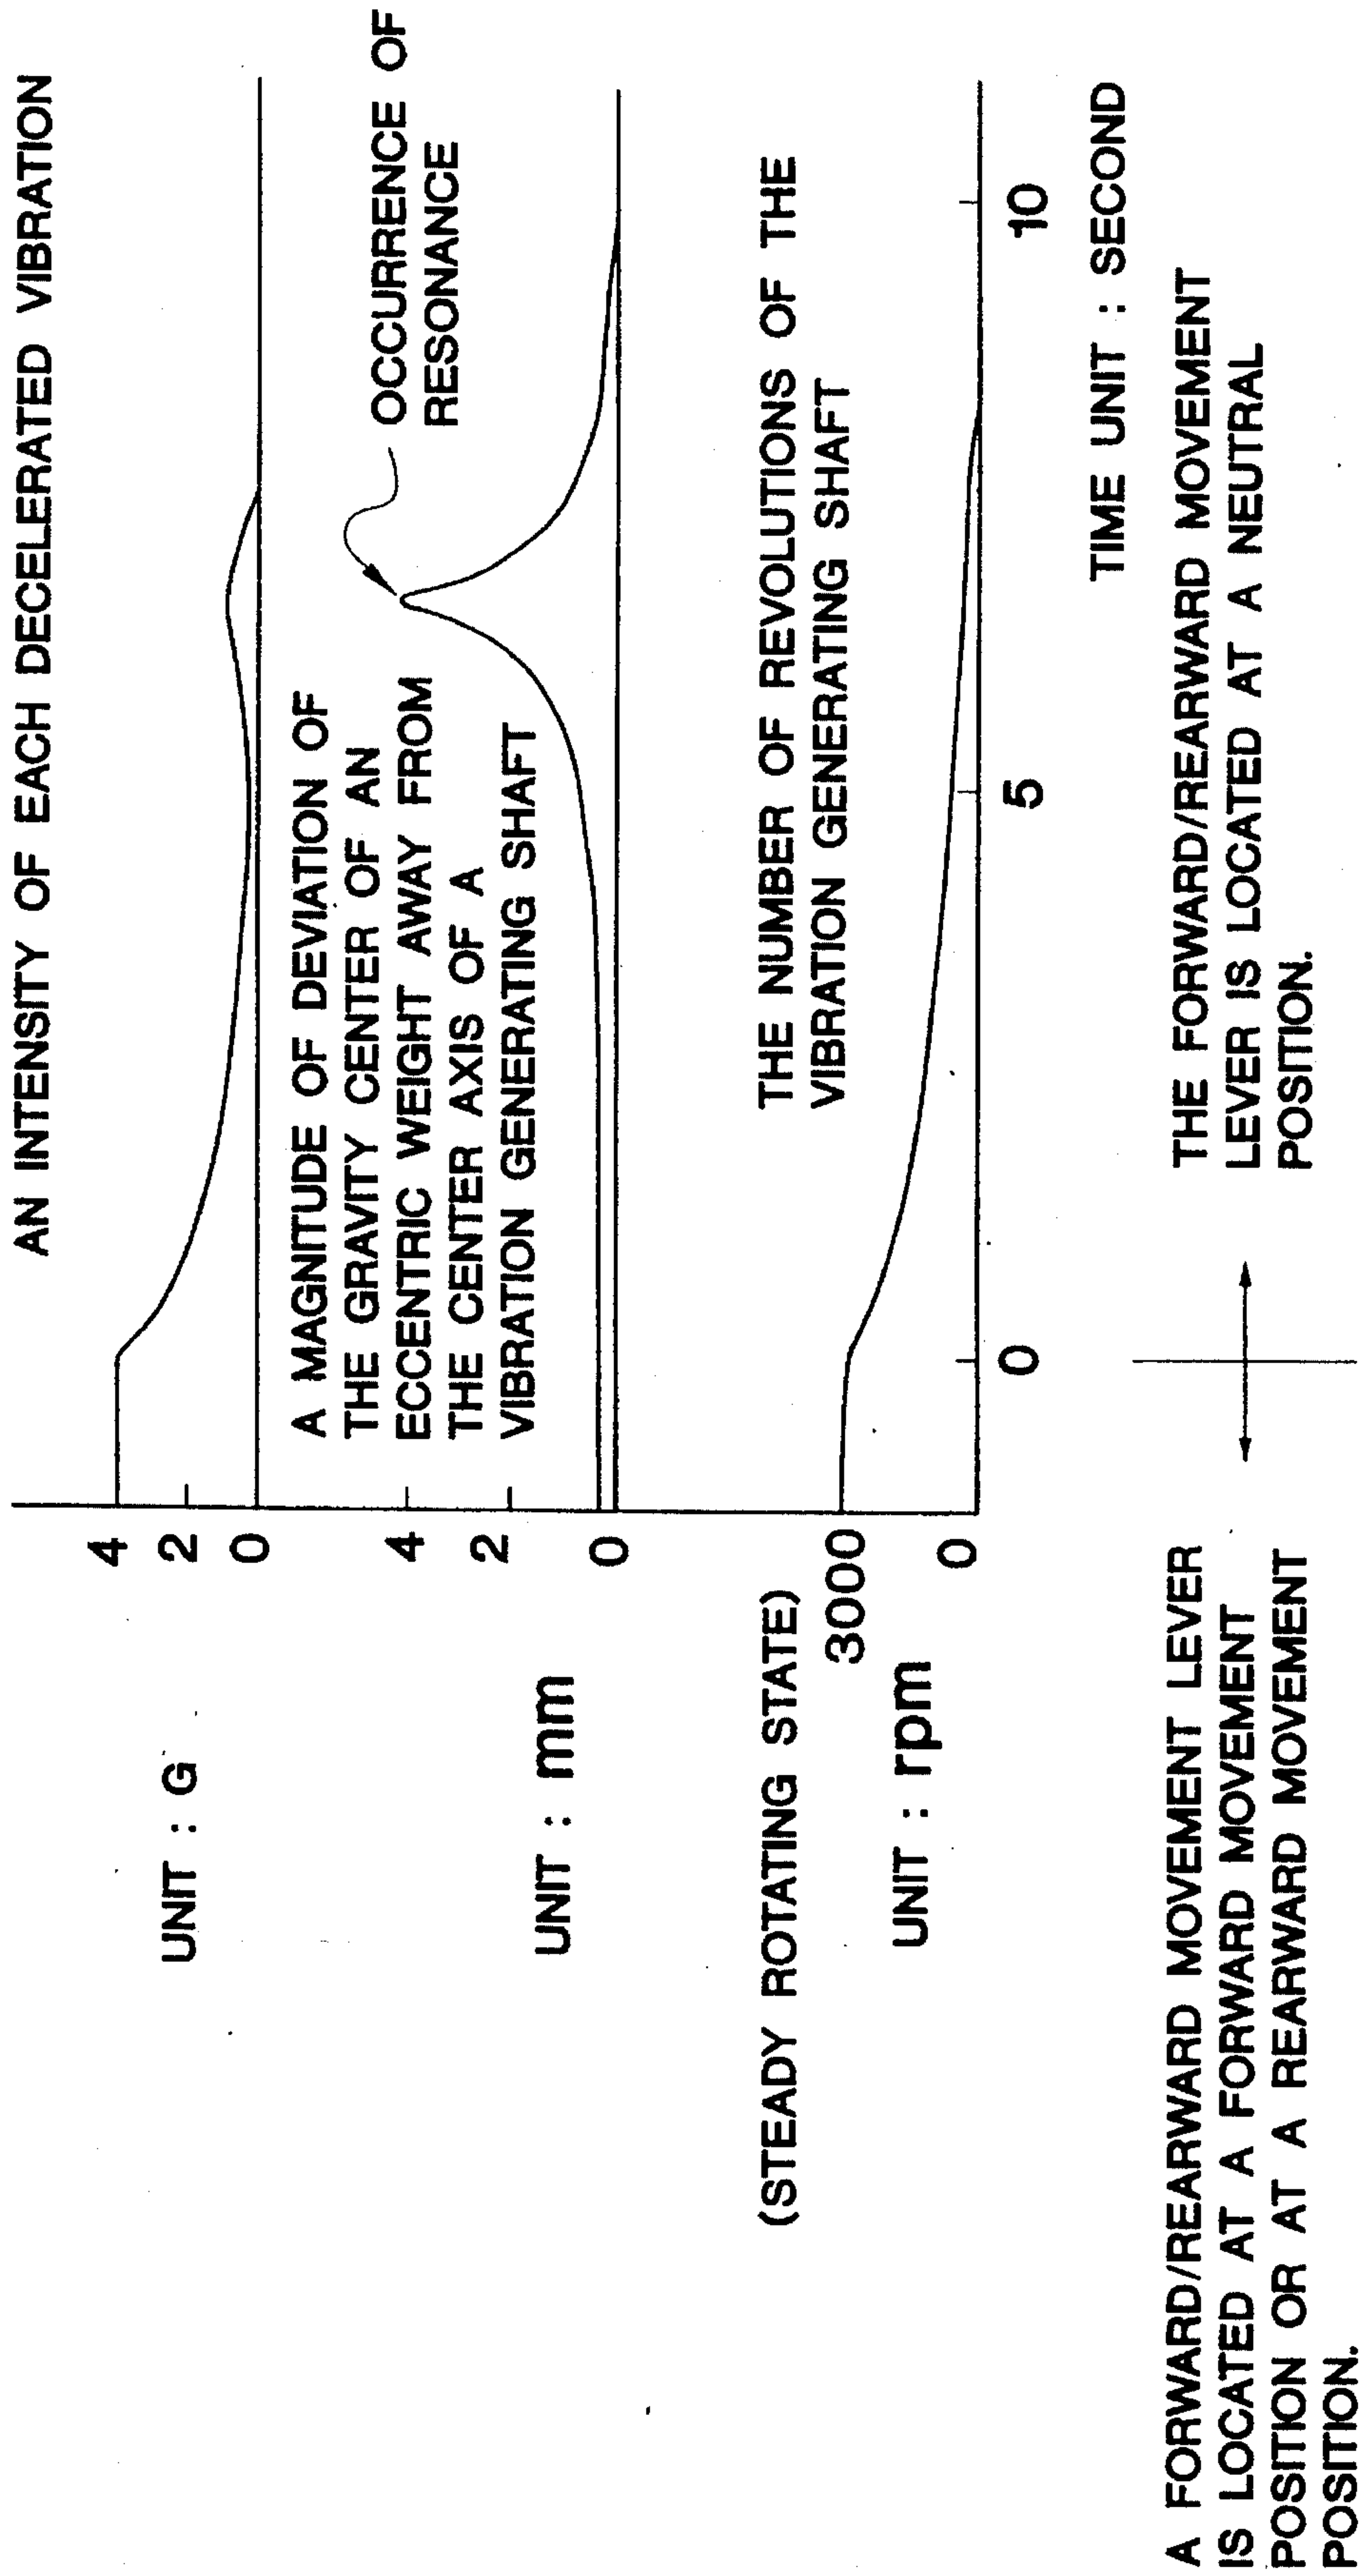 AN INTENSITY OF EACH DECELERATED VIBRATION
4
2
0
UNIT : G
OCCURRENCE OF
RESONANCE
A MAGNITUDE OF DEVIATION OF
THE GRAVITY CENTER OF AN
ECCENTRIC WEIGHT AWAY FROM
THE CENTER AXIS OF A
VIBRATION GENERATING SHAFT
4
2
0
UNIT : mm
THE NUMBER OF REVOLUTIONS OF THE
VIBRATION GENERATING SHAFT
(STEADY ROTATING STATE)
3000
0
UNIT : rpm
0 5 10
TIME UNIT : SECOND
A FORWARD/REARWARD MOVEMENT LEVER
IS LOCATED AT A FORWARD MOVEMENT
POSITION OR AT A REARWARD MOVEMENT
POSITION.
THE FORWARD/REARWARD MOVEMENT
LEVER IS LOCATED AT A NEUTRAL
POSITION.